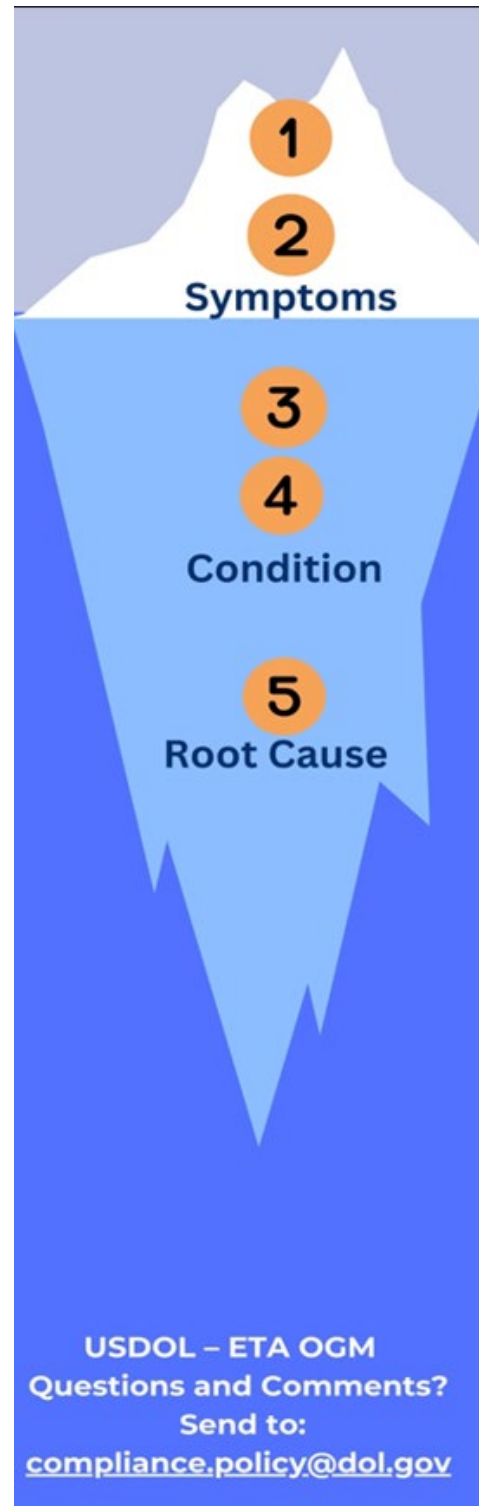 1
2
Symptoms
3
4
Condition
5
Root Cause
USDOL – ETA OGM
Questions and Comments?
Send to:
compliance.policy@dol.gov